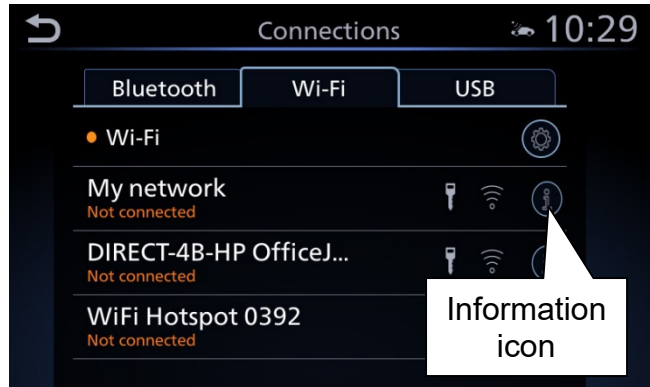 Connections 10:29
Bluetooth Wi-Fi USB
Wi-Fi
My network
Not connected
DIRECT-4B-HP OfficeJ...
Not connected
WiFi Hotspot 0392
Not connected
Information
icon